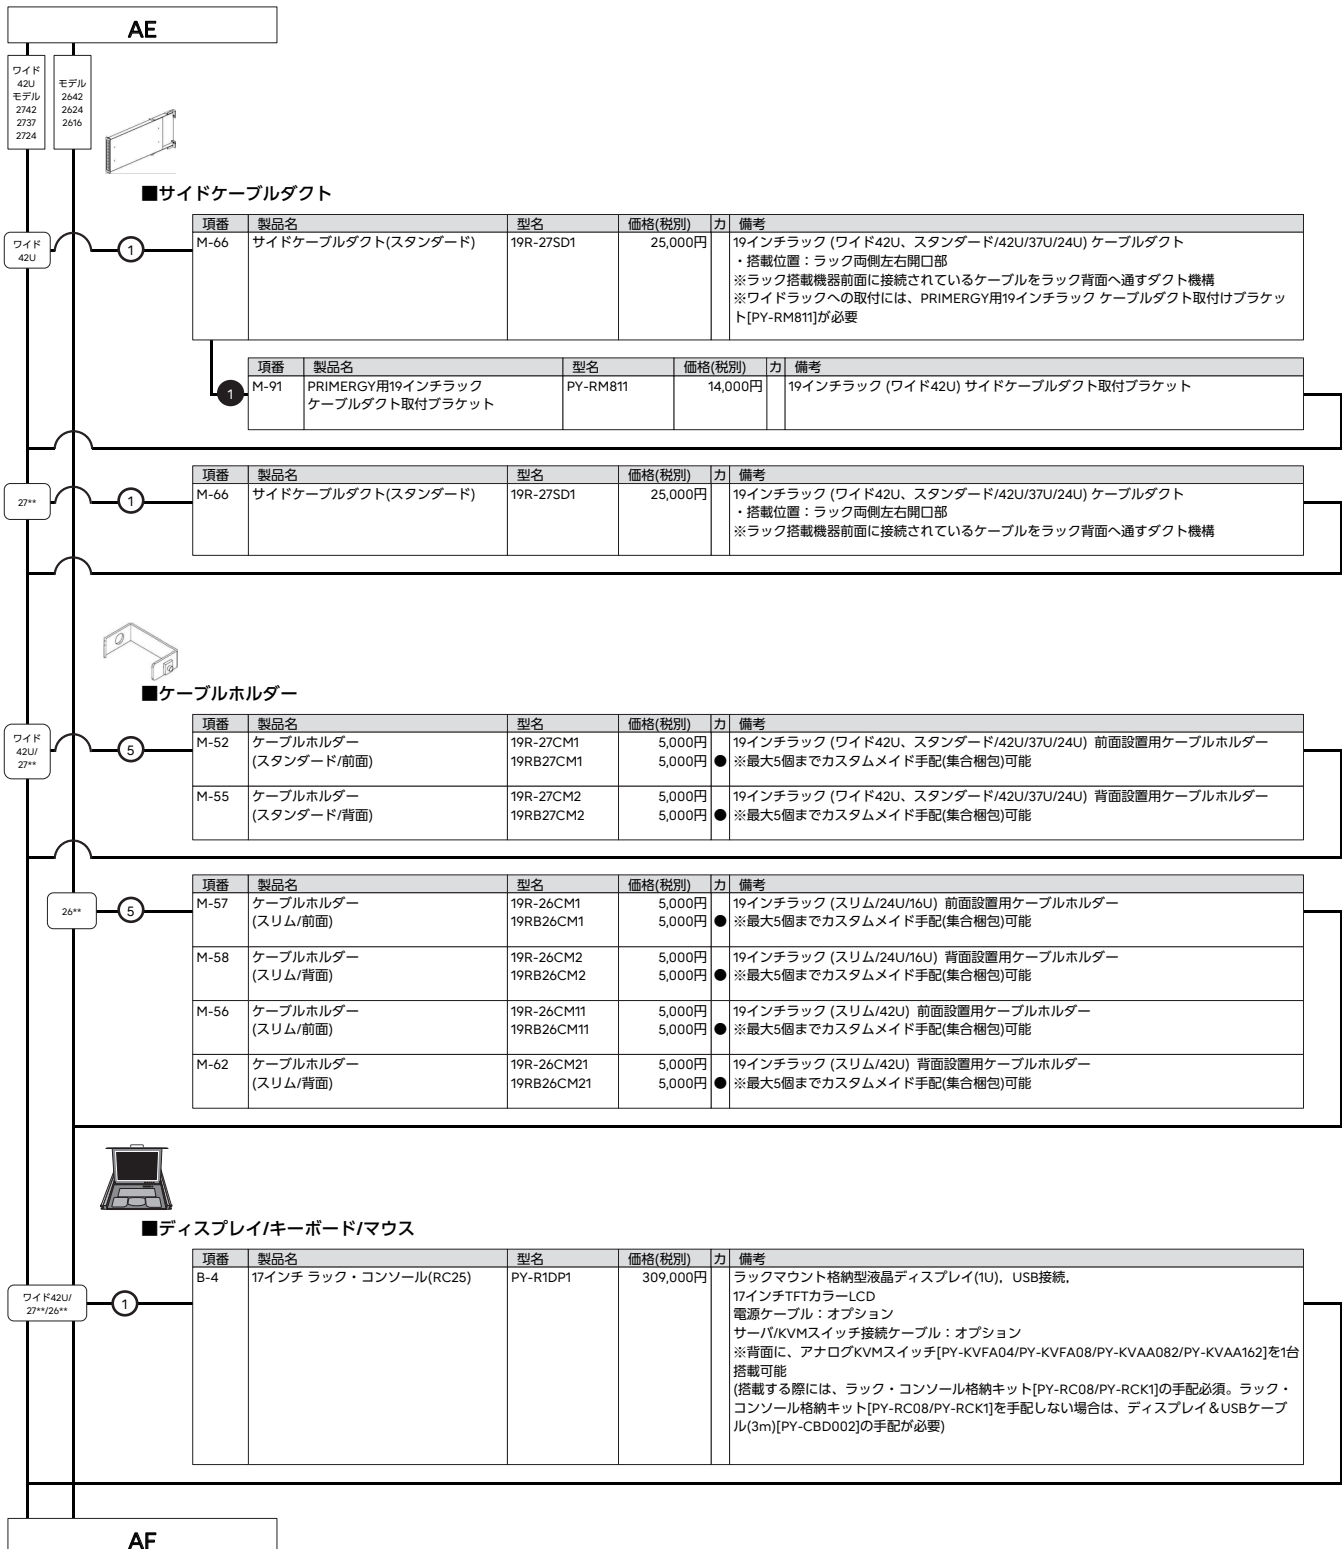 AE
ワイド
42U
モデル
2742
2737
2724
モデル
2642
2624
2616
■サイドケーブルダクト
項番 製品名 型名 価格(税別) カ 備考
ワイド
42U
1
M-66 サイドケーブルダクト(スタンダード) 19R-27SD1 25,000円 19インチラック (ワイド42U、スタンダード/42U/37U/24U) ケーブルダクト
・搭載位置：ラック両側左右開口部
※ラック搭載機器前面に接続されているケーブルをラック背面へ通すダクト機構
※ワイドラックへの取付には、PRIMERGY用19インチラック ケーブルダクト取付けブラケッ
ト[PY-RM811]が必要
項番 製品名 型名 価格(税別) カ 備考
1
M-91 PRIMERGY用19インチラック PY-RM811 14,000円 19インチラック (ワイド42U) サイドケーブルダクト取付ブラケット
ケーブルダクト取付ブラケット
項番 製品名 型名 価格(税別) カ 備考
27**
1
M-66 サイドケーブルダクト(スタンダード) 19R-27SD1 25,000円 19インチラック (ワイド42U、スタンダード/42U/37U/24U) ケーブルダクト
・搭載位置：ラック両側左右開口部
※ラック搭載機器前面に接続されているケーブルをラック背面へ通すダクト機構
■ケーブルホルダー
項番 製品名 型名 価格(税別) カ 備考
ワイド
42U/
27**
5
M-52 ケーブルホルダー 19R-27CM1 5,000円 19インチラック (ワイド42U、スタンダード/42U/37U/24U) 前面設置用ケーブルホルダー
(スタンダード/前面) 19RB27CM1 5,000円 ● ※最大5個までカスタムメイド手配(集合梱包)可能
M-55 ケーブルホルダー 19R-27CM2 5,000円 19インチラック (ワイド42U、スタンダード/42U/37U/24U) 背面設置用ケーブルホルダー
(スタンダード/背面) 19RB27CM2 5,000円 ● ※最大5個までカスタムメイド手配(集合梱包)可能
項番 製品名 型名 価格(税別) カ 備考
26**
5
M-57 ケーブルホルダー 19R-26CM1 5,000円 19インチラック (スリム/24U/16U) 前面設置用ケーブルホルダー
(スリム/前面) 19RB26CM1 5,000円 ● ※最大5個までカスタムメイド手配(集合梱包)可能
M-58 ケーブルホルダー 19R-26CM2 5,000円 19インチラック (スリム/24U/16U) 背面設置用ケーブルホルダー
(スリム/背面) 19RB26CM2 5,000円 ● ※最大5個までカスタムメイド手配(集合梱包)可能
M-56 ケーブルホルダー 19R-26CM11 5,000円 19インチラック (スリム/42U) 前面設置用ケーブルホルダー
(スリム/前面) 19RB26CM11 5,000円 ● ※最大5個までカスタムメイド手配(集合梱包)可能
M-62 ケーブルホルダー 19R-26CM21 5,000円 19インチラック (スリム/42U) 背面設置用ケーブルホルダー
(スリム/背面) 19RB26CM21 5,000円 ● ※最大5個までカスタムメイド手配(集合梱包)可能
■ディスプレイ/キーボード/マウス
項番 製品名 型名 価格(税別) カ 備考
ワイド42U/
27**/26**
1
B-4 17インチ ラック・コンソール(RC25) PY-R1DP1 309,000円 ラックマウント格納型液晶ディスプレイ(1U)，USB接続，
17インチTFTカラーLCD
電源ケーブル：オプション
サーバ/KVMスイッチ接続ケーブル：オプション
※背面に、アナログKVMスイッチ[PY-KVFA04/PY-KVFA08/PY-KVAA082/PY-KVAA162]を1台
搭載可能
(搭載する際には、ラック・コンソール格納キット[PY-RC08/PY-RCK1]の手配必須。ラック・
コンソール格納キット[PY-RC08/PY-RCK1]を手配しない場合は、ディスプレイ＆USBケーブ
ル(3m)[PY-CBD002]の手配が必要)
AF